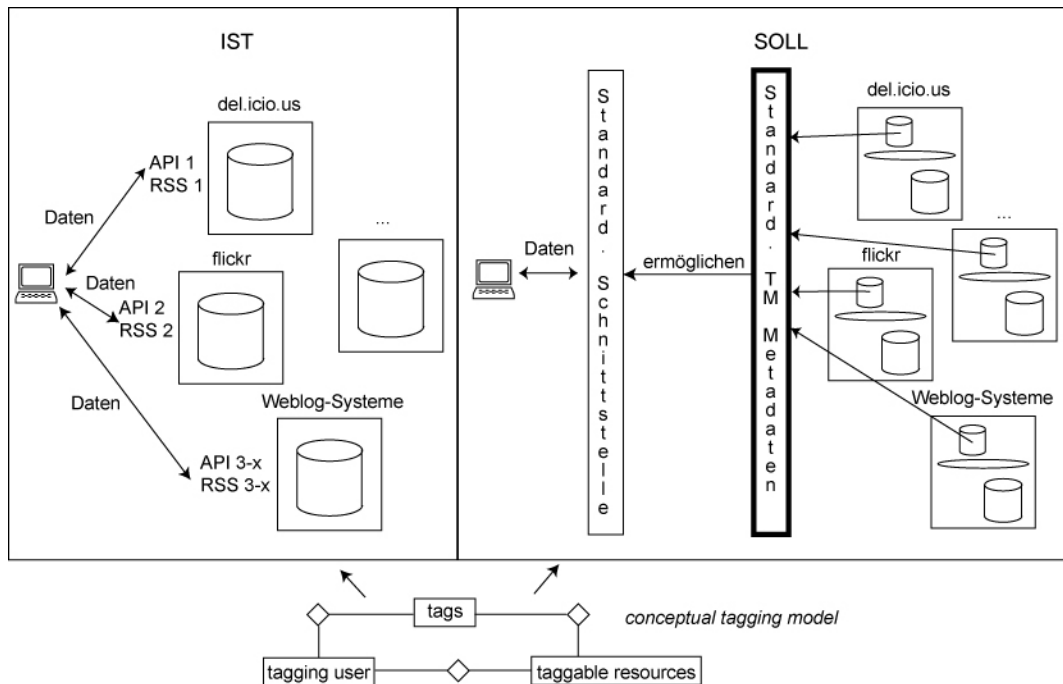 IST
del.icio.us
API 1
RSS 1
Daten
...
flickr
Daten
API 2
RSS 2
Daten
Weblog-Systeme
API 3-x
RSS 3-x
SOLL
Daten
Standard. Schnittstelle
ermöglichen
Standard. TM Metadaten
del.icio.us
...
flickr
Weblog-Systeme
tags
conceptual tagging model
tagging user
taggable resources